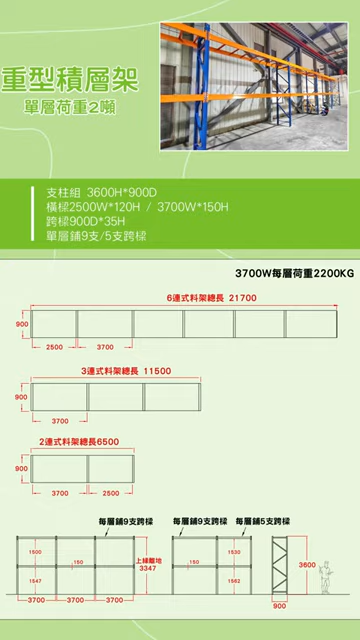 重型積層架
單層荷重2噸
支柱組 3600H*900D
橫樑2500W*120H / 3700W*150H
跨樑900D*35H
單層鋪9支/5支跨樑
3700W每層荷重2200KG
6連式料架總長 21700
900
2500
3700
3連式料架總長 11500
900
3700
2連式料架總長6500
900
3700
2500
每層鋪9支跨樑
每層鋪9支跨樑
每層鋪5支跨樑
1500
150
上緣離地
3347
1547
3700
3700
3700
1530
150
1562
3700
2500
3600
900